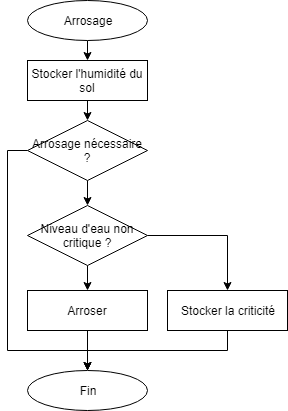 Arrosage
Stocker l'humidité du
sol
Arrosage nécessaire
?
Niveau d'eau non
critique ?
Arroser
Stocker la criticité
Fin